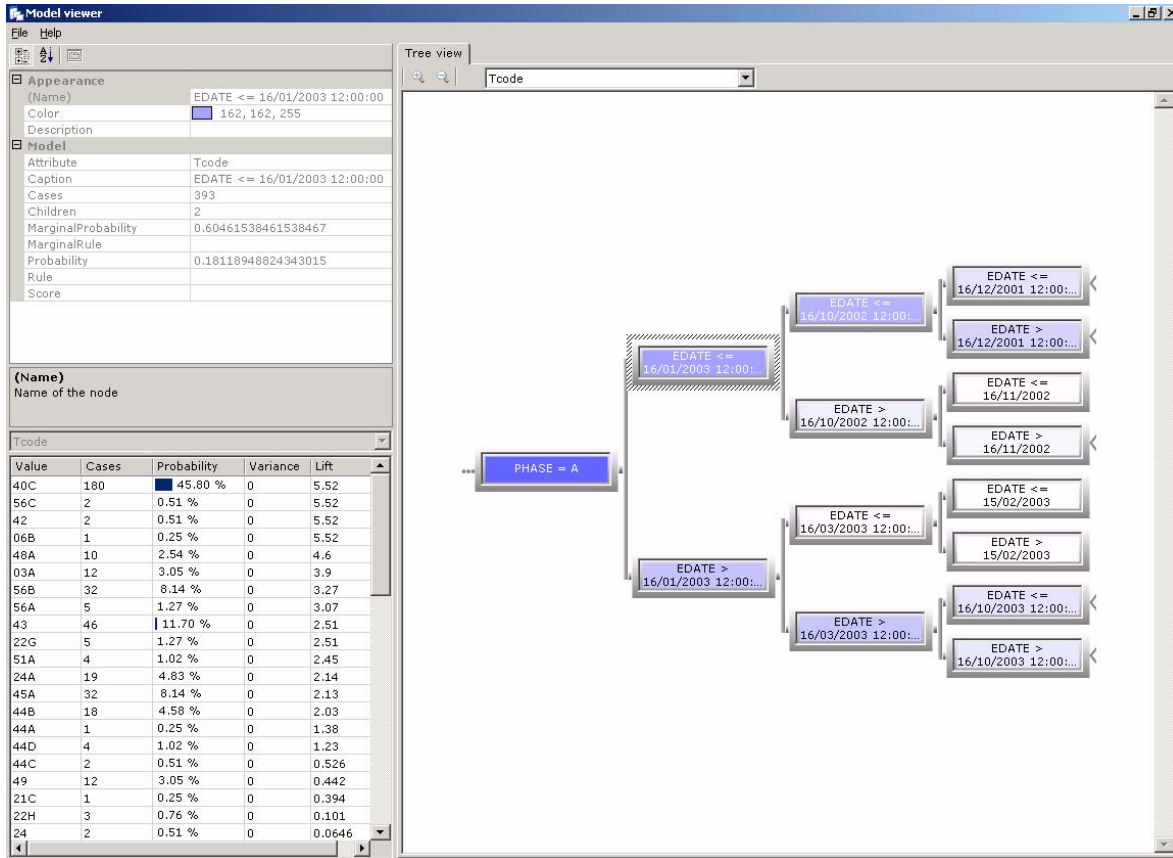 Model viewer
File Help
Appearance
(Name) EDATE <= 16/01/2003 12:00:00
Color 162, 162, 255
Description
Model
Attribute Tcode
Caption EDATE <= 16/01/2003 12:00:00
Cases 393
Children 2
MarginalProbability 0.60461538461538467
MarginalRule
Probability 0.18118948824343015
Rule
Score
(Name)
Name of the node
Tcode
Value Cases Probability Variance Lift
40C 180 45.80 % 0 5.52
56C 2 0.51 % 0 5.52
42 2 0.51 % 0 5.52
06B 1 0.25 % 0 5.52
48A 10 2.54 % 0 4.6
03A 12 3.05 % 0 3.9
56B 32 8.14 % 0 3.27
56A 5 1.27 % 0 3.07
43 46 11.70 % 0 2.51
22G 5 1.27 % 0 2.51
51A 4 1.02 % 0 2.45
24A 19 4.83 % 0 2.14
45A 32 8.14 % 0 2.13
44B 18 4.58 % 0 2.03
44A 1 0.25 % 0 1.38
44D 4 1.02 % 0 1.23
44C 2 0.51 % 0 0.526
49 12 3.05 % 0 0.442
21C 1 0.25 % 0 0.394
22H 3 0.76 % 0 0.101
24 2 0.51 % 0 0.0646
Tree view
Tcode
PHASE = A
EDATE <=
16/01/2003 12:00:...
EDATE >
16/01/2003 12:00:...
EDATE <=
16/10/2002 12:00:...
EDATE >
16/10/2002 12:00:...
EDATE <=
16/03/2003 12:00:...
EDATE >
16/03/2003 12:00:...
EDATE <=
16/12/2001 12:00:...
EDATE >
16/12/2001 12:00:...
EDATE <=
16/11/2002
EDATE >
16/11/2002
EDATE <=
15/02/2003
EDATE >
15/02/2003
EDATE <=
16/10/2003 12:00:...
EDATE >
16/10/2003 12:00:...